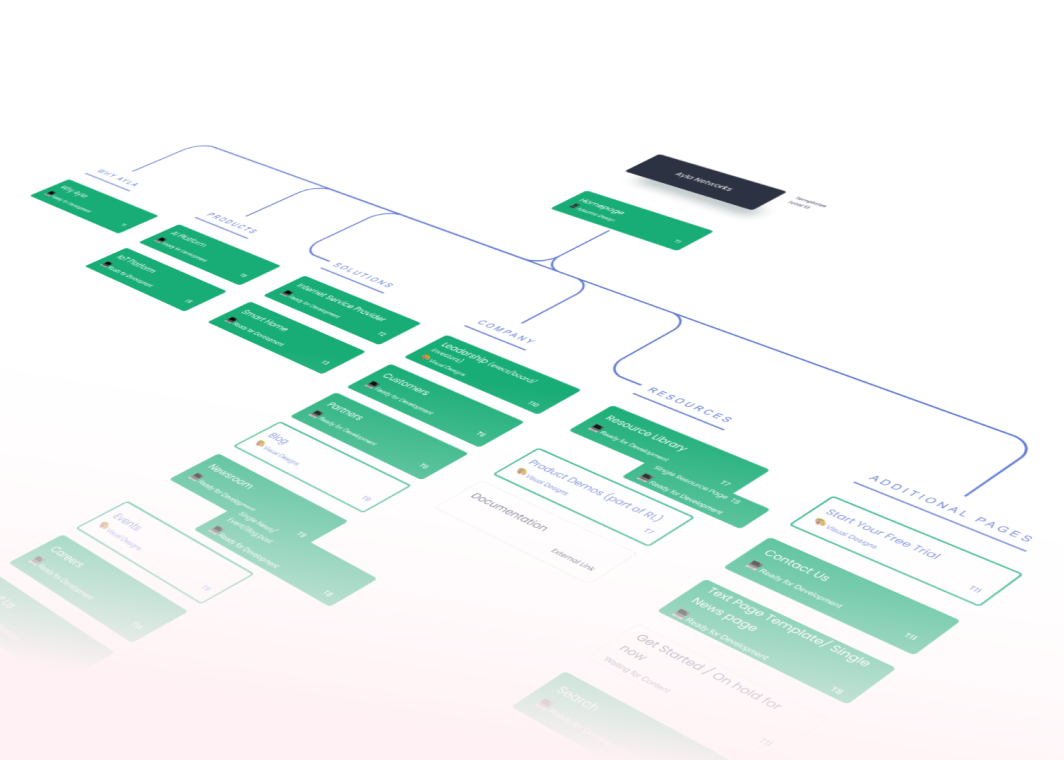 Ayla Networks
Templates
Total 13
Homepage
T1
WHY AYLA
Why Ayla
Ready for Development
PRODUCTS
AI Platform
Ready for Development
IoT Platform
Ready for Development
SOLUTIONS
Internet Service Provider
Ready for Development
T2
Smart Home
Ready for Development
T3
COMPANY
Leadership (execs/board/
investors)
Visual Designs
T10
Customers
Ready for Development
T6
Partners
Ready for Development
T6
Blog
Visual Designs
T9
Newsroom
Ready for Development
T9
Single News/
Event/Blog post
Ready for Development
T8
Events
Visual Designs
T9
Careers
Ready for Development
RESOURCES
Resource Library
Ready for Development
T7
Single Resource Page
T8
Ready for Development
Product Demos (part of RL)
Visual Designs
T7
Documentation
External Link
ADDITIONAL PAGES
Start Your Free Trial
Visual Designs
T11
Contact Us
Ready for Development
T11
Text Page Template/ Single
News page
Ready for Development
T8
Get Started / On hold for
now
Waiting for Content
T11
Search